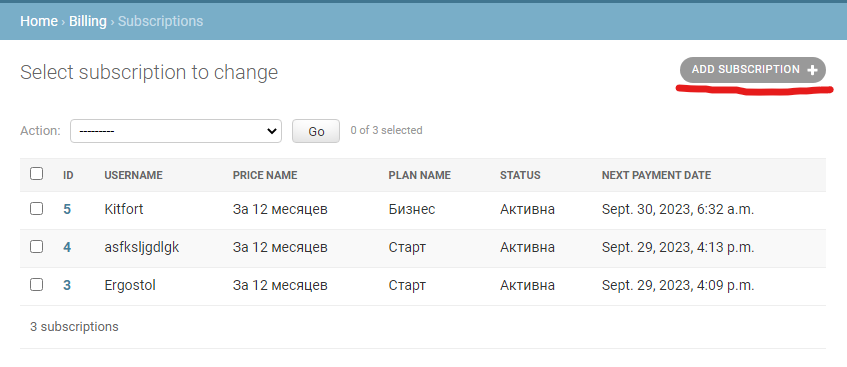 Home › Billing › Subscriptions
Select subscription to change
ADD SUBSCRIPTION +
Action: --------- Go 0 of 3 selected
ID USERNAME PRICE NAME PLAN NAME STATUS NEXT PAYMENT DATE
5 Kitfort За 12 месяцев Бизнес Активна Sept. 30, 2023, 6:32 a.m.
4 asfksljgdlgk За 12 месяцев Старт Активна Sept. 29, 2023, 4:13 p.m.
3 Ergostol За 12 месяцев Старт Активна Sept. 29, 2023, 4:09 p.m.
3 subscriptions